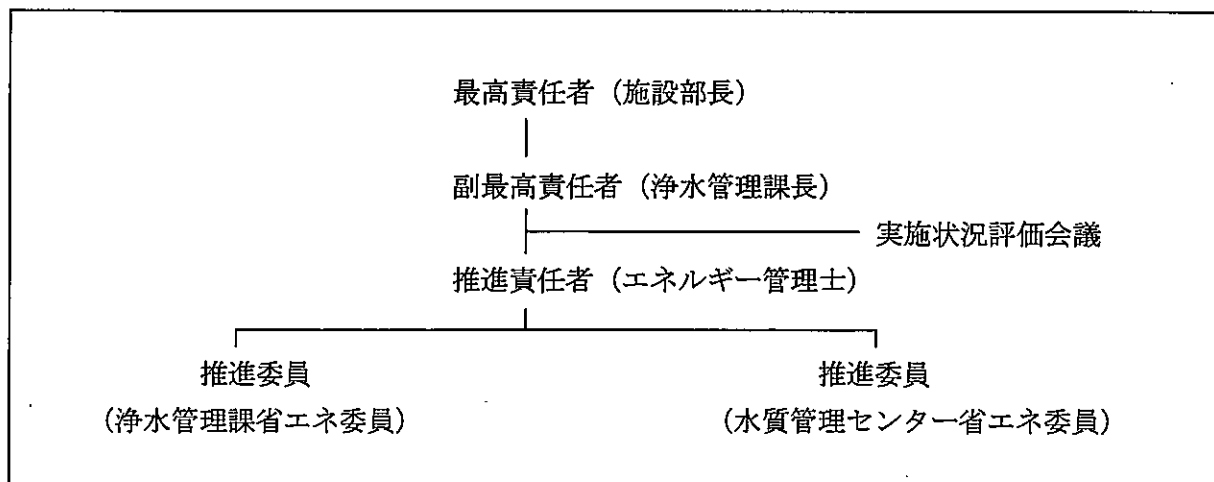 最高責任者（施設部長）
副最高責任者（浄水管理課長）
実施状況評価会議
推進責任者（エネルギー管理士）
推進委員
（浄水管理課省エネ委員）
推進委員
（水質管理センター省エネ委員）